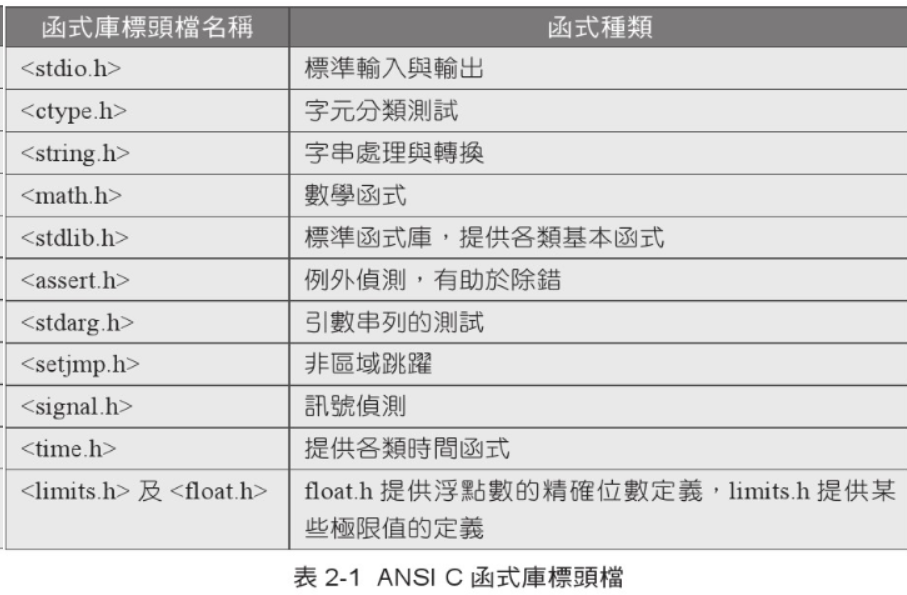 函式庫標頭檔名稱 函式種類
<stdio.h> 標準輸入與輸出
<ctype.h> 字元分類測試
<string.h> 字串處理與轉換
<math.h> 數學函式
<stdlib.h> 標準函式庫，提供各類基本函式
<assert.h> 例外偵測，有助於除錯
<stdarg.h> 引數串列的測試
<setjmp.h> 非區域跳躍
<signal.h> 訊號偵測
<time.h> 提供各類時間函式
<limits.h> 及 <float.h> float.h 提供浮點數的精確位數定義，limits.h 提供某
些極限值的定義
表 2-1 ANSI C 函式庫標頭檔